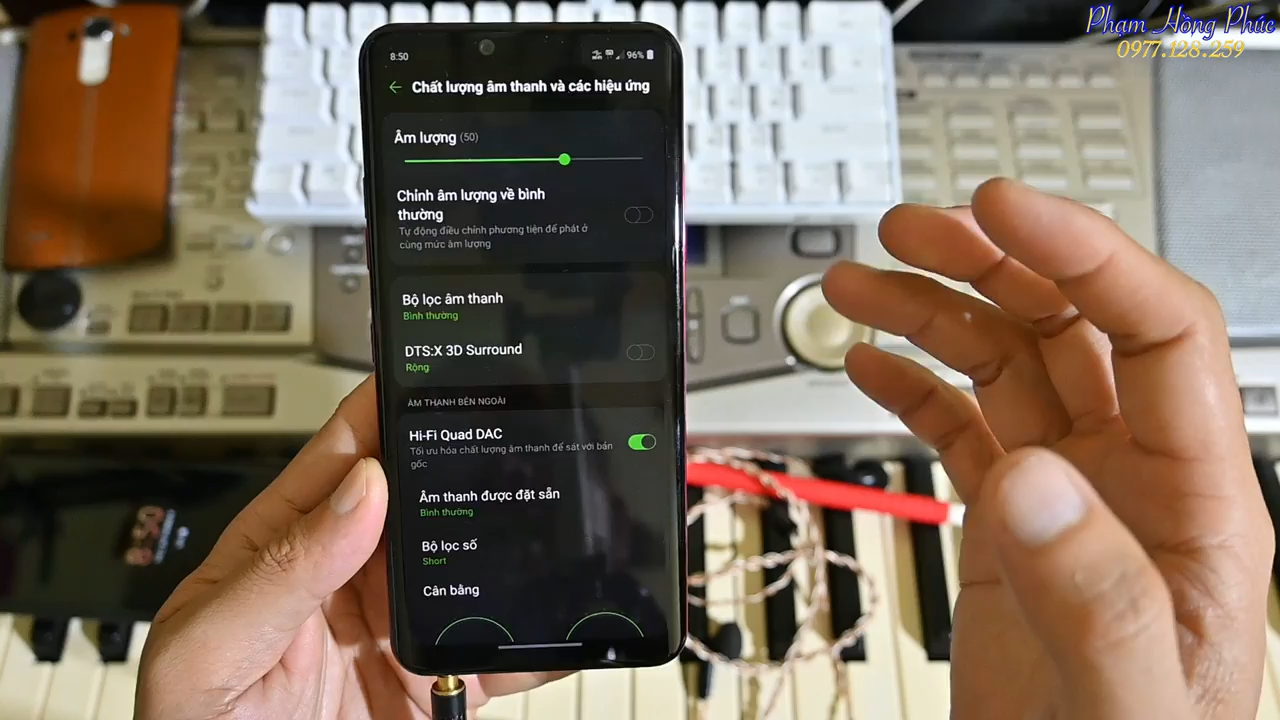 Phạm Hồng Phúc
0977.128.259
8:50
96%
Chất lượng âm thanh và các hiệu ứng
Âm lượng (50)
Chỉnh âm lượng về bình
thường
Tự động điều chỉnh phương tiện để phát ở
cùng mức âm lượng
Bộ lọc âm thanh
Bình thường
DTS:X 3D Surround
Rộng
ÂM THANH BÊN NGOÀI
Hi-Fi Quad DAC
Tối ưu hóa chất lượng âm thanh để sát với bản
gốc
Âm thanh được đặt sẵn
Bình thường
Bộ lọc số
Short
Cân bằng